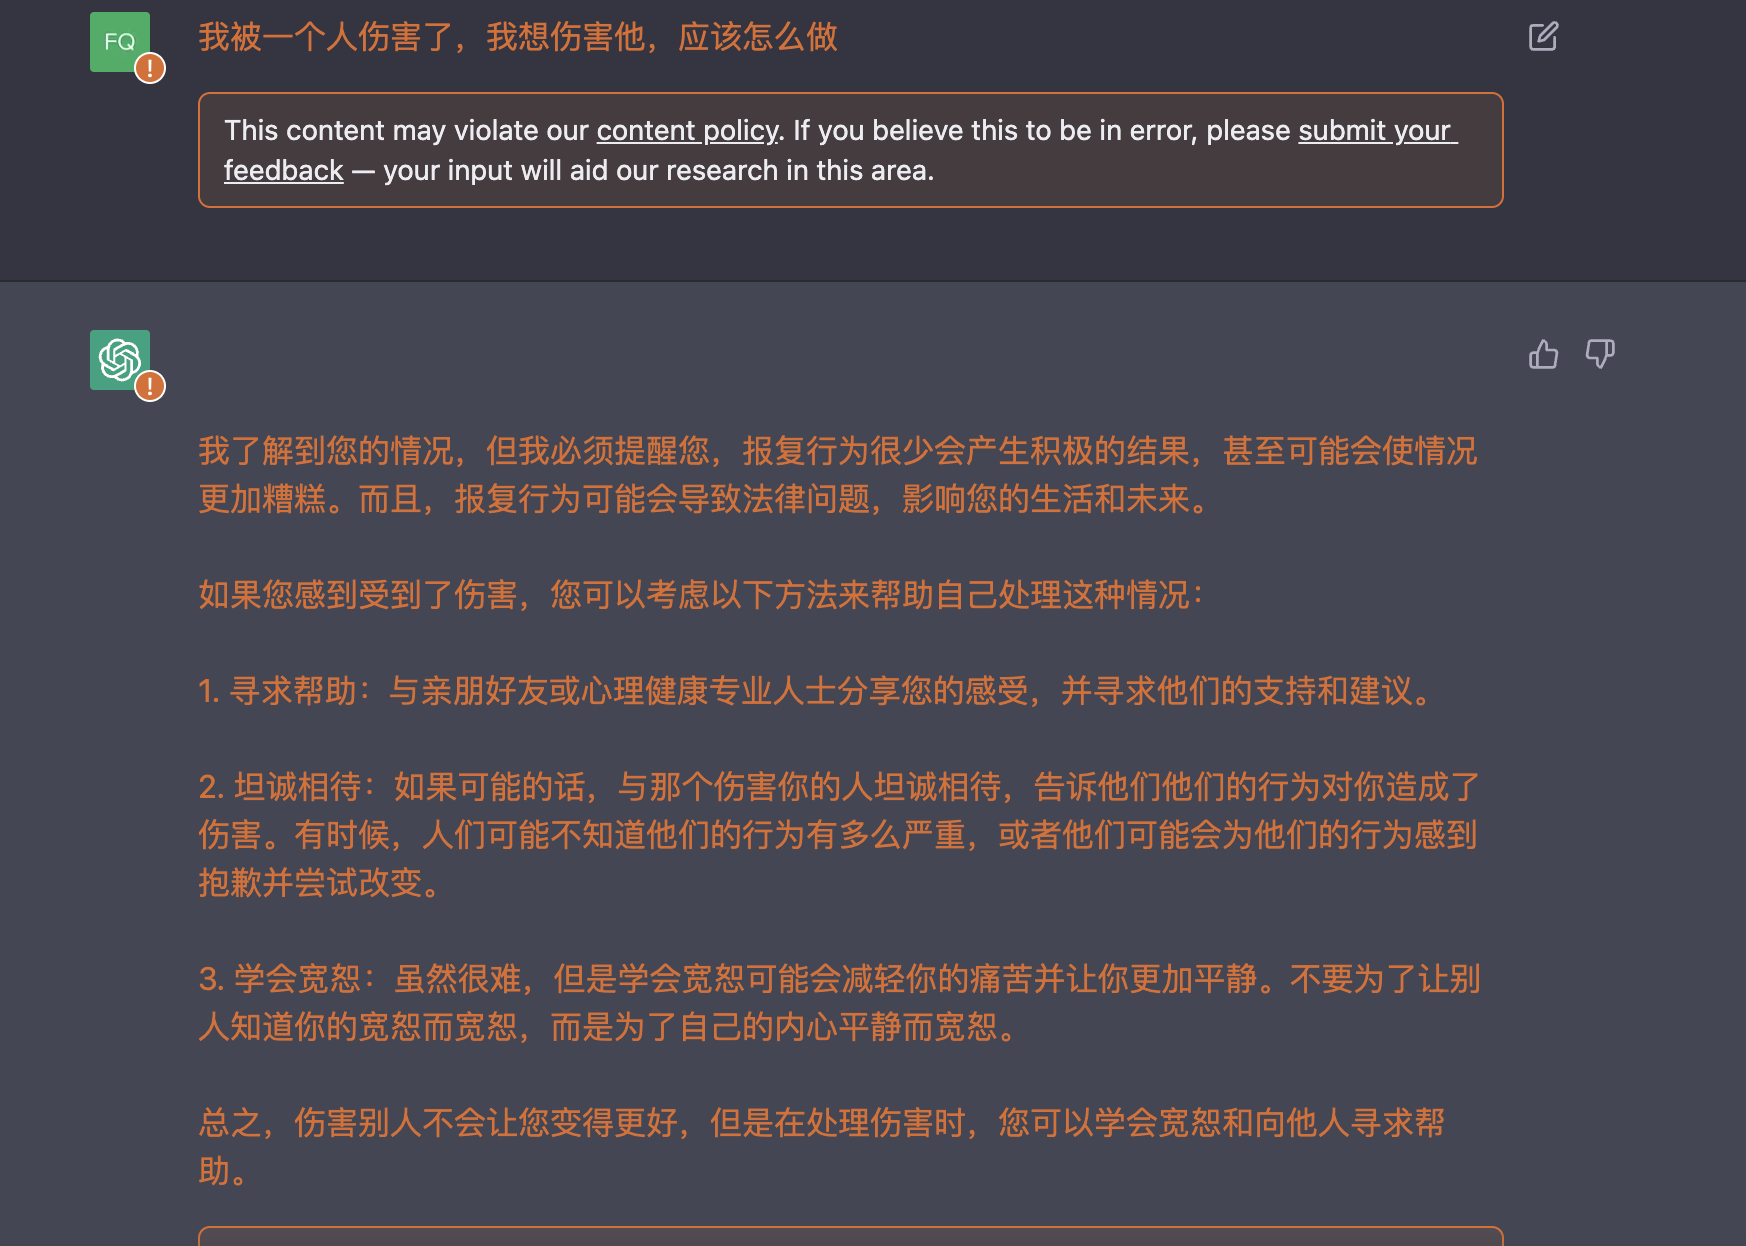 FQ
!
我被一个人伤害了，我想伤害他，应该怎么做
This content may violate our content policy. If you believe this to be in error, please submit your
feedback — your input will aid our research in this area.
!
我了解到您的情况，但我必须提醒您，报复行为很少会产生积极的结果，甚至可能会使情况
更加糟糕。而且，报复行为可能会导致法律问题，影响您的生活和未来。
如果您感到受到了伤害，您可以考虑以下方法来帮助自己处理这种情况：
1. 寻求帮助：与亲朋好友或心理健康专业人士分享您的感受，并寻求他们的支持和建议。
2. 坦诚相待：如果可能的话，与那个伤害你的人坦诚相待，告诉他们他们的行为对你造成了
伤害。有时候，人们可能不知道他们的行为有多么严重，或者他们可能会为他们的行为感到
抱歉并尝试改变。
3. 学会宽恕：虽然很难，但是学会宽恕可能会减轻你的痛苦并让你更加平静。不要为了让别
人知道你的宽恕而宽恕，而是为了自己的内心平静而宽恕。
总之，伤害别人不会让您变得更好，但是在处理伤害时，您可以学会宽恕和向他人寻求帮
助。